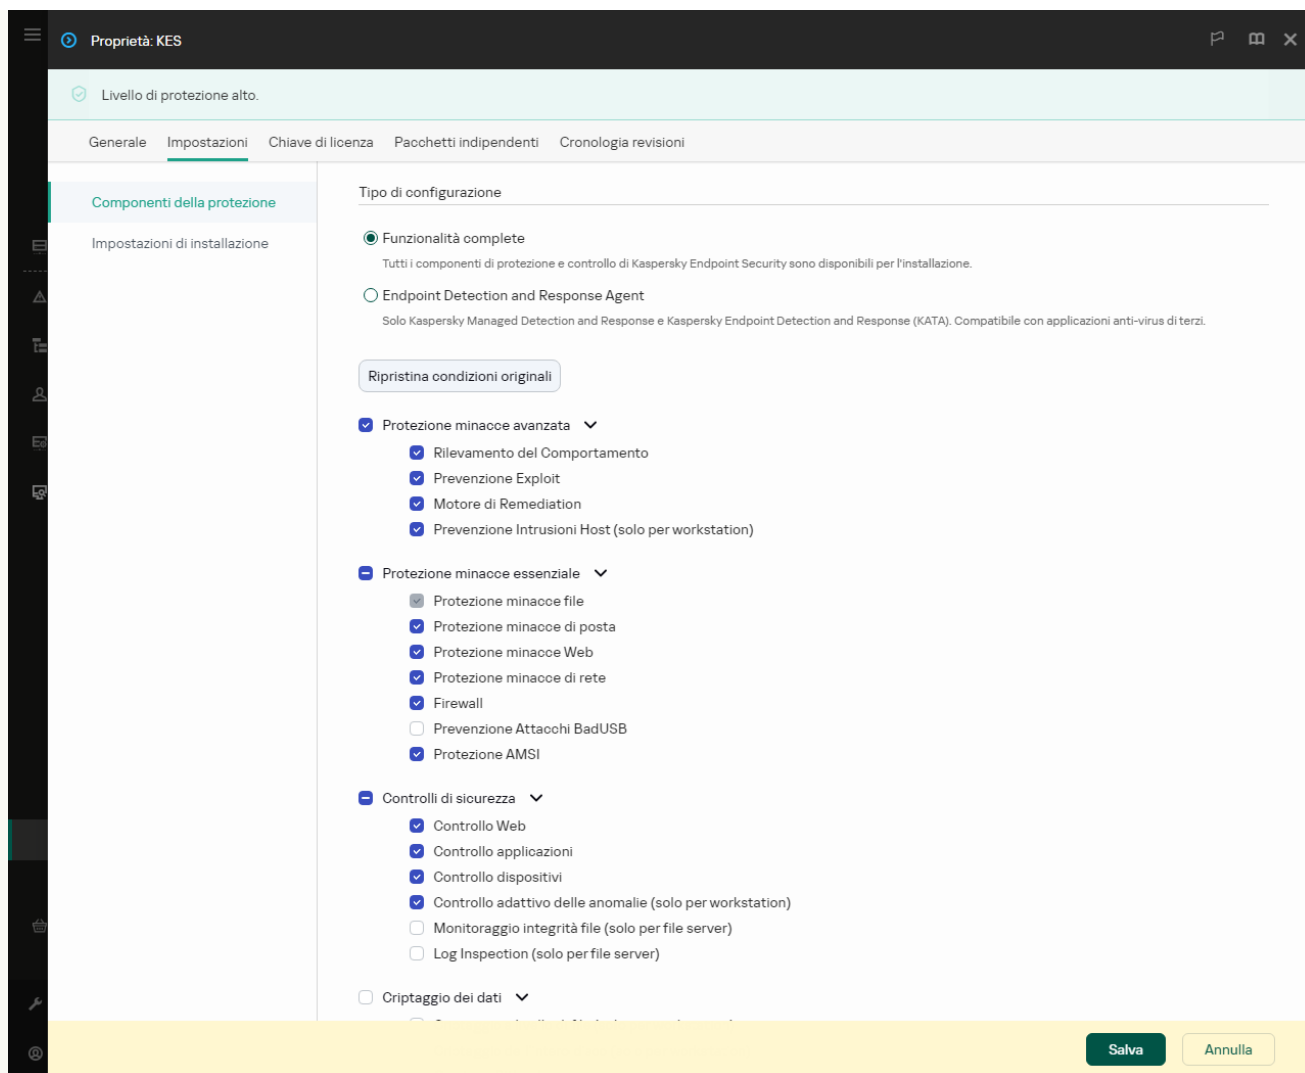 Proprietà: KES
Livello di protezione alto.
Generale Impostazioni Chiave di licenza Pacchetti indipendenti Cronologia revisioni
Componenti della protezione
Impostazioni di installazione
Tipo di configurazione
Funzionalità complete
Tutti i componenti di protezione e controllo di Kaspersky Endpoint Security sono disponibili per l'installazione.
Endpoint Detection and Response Agent
Solo Kaspersky Managed Detection and Response e Kaspersky Endpoint Detection and Response (KATA). Compatibile con applicazioni anti-virus di terzi.
Ripristina condizioni originali
Protezione minacce avanzata
Rilevamento del Comportamento
Prevenzione Exploit
Motore di Remediation
Prevenzione Intrusioni Host (solo per workstation)
Protezione minacce essenziale
Protezione minacce file
Protezione minacce di posta
Protezione minacce Web
Protezione minacce di rete
Firewall
Prevenzione Attacchi BadUSB
Protezione AMSI
Controlli di sicurezza
Controllo Web
Controllo applicazioni
Controllo dispositivi
Controllo adattivo delle anomalie (solo per workstation)
Monitoraggio integrità file (solo per file server)
Log Inspection (solo per file server)
Criptaggio dei dati
Salva
Annulla